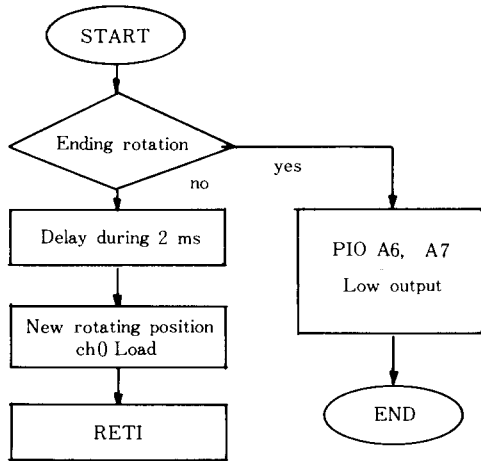 START
Ending rotation
no
yes
Delay during 2 ms
PIO A6, A7
Low output
New rotating position
ch0 Load
RETI
END